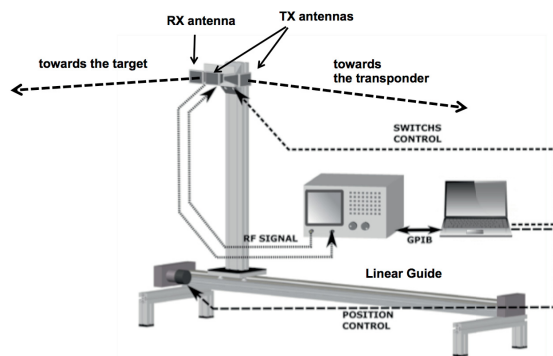 RX antenna
TX antennas
towards the target
towards
the transponder
SWITCHS
CONTROL
RF SIGNAL
GPIB
Linear Guide
POSITION
CONTROL